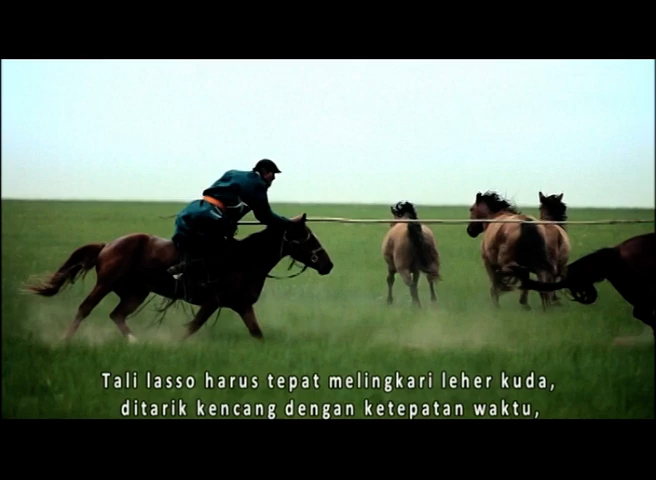 Tali lasso harus tepat melingkari leher kuda,
ditarik kencang dengan ketepatan waktu,